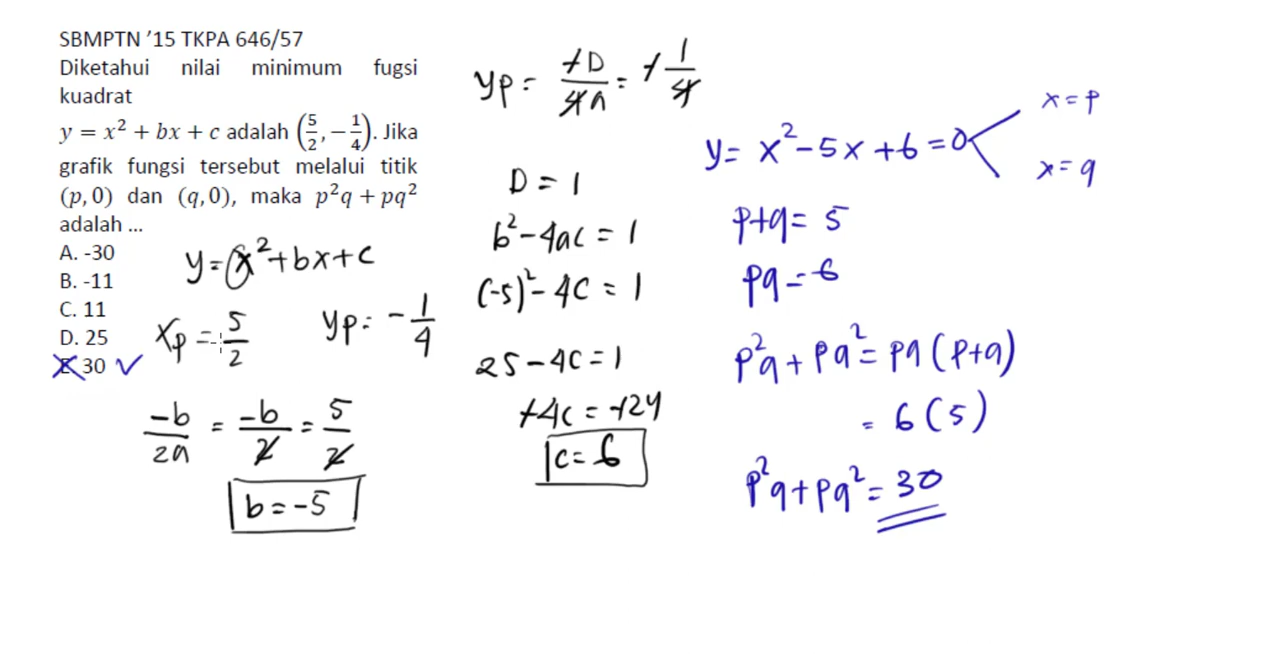 SBMPTN '15 TKPA 646/57
Diketahui nilai minimum fugsi
kuadrat
y = x² + bx + c adalah (5/2, −1/4). Jika
grafik fungsi tersebut melalui titik
(p, 0) dan (q, 0), maka p²q + pq²
adalah ...
A. -30
B. -11
C. 11
D. 25
E. 30 ✓
y = x² + bx + c
xp = 5/2 yp = -1/4
-b/2a = -b/2 = 5/2
b = -5
yp = +D/4a = +1/4
D = 1
b² - 4ac = 1
(-5)² - 4C = 1
25 - 4C = 1
+4C = +24
C = 6
y = x² - 5x + 6 = 0
x = p
x = q
p+q = 5
pq = 6
p²q + pq² = pq (p+q)
= 6 (5)
p²q + pq² = 30